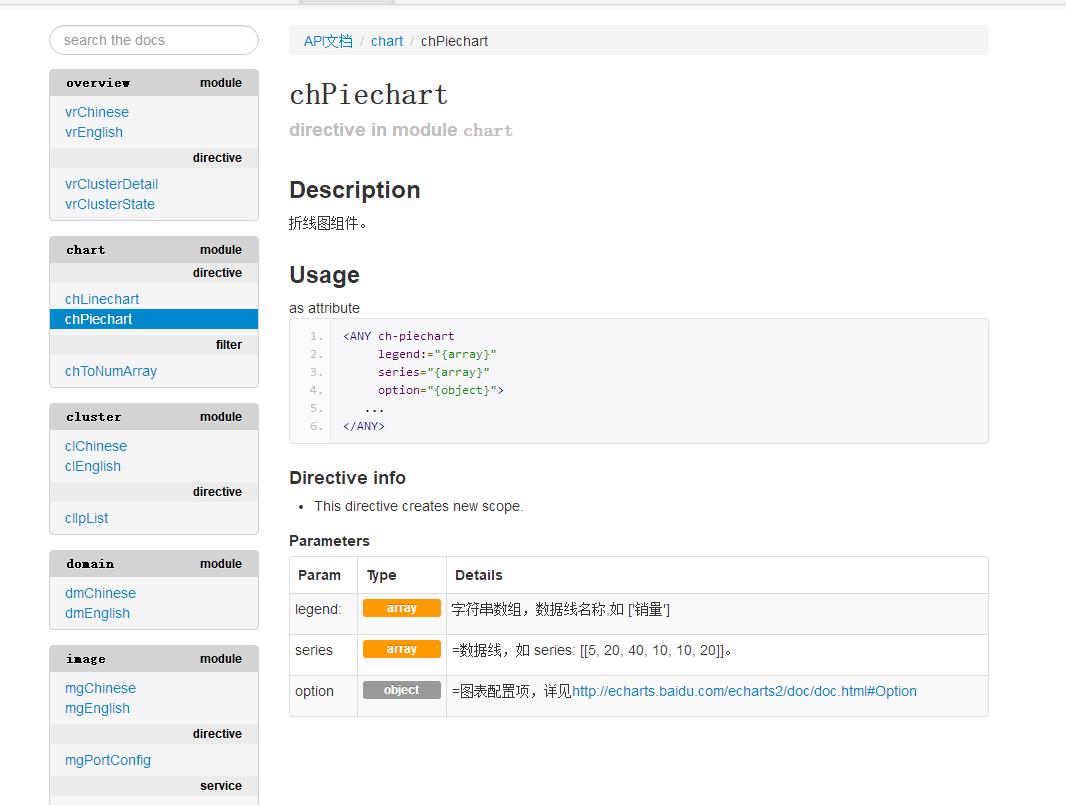 search the docs
overview module
vrChinese
vrEnglish
directive
vrClusterDetail
vrClusterState
chart module
directive
chLinechart
chPiechart
filter
chToNumArray
cluster module
clChinese
clEnglish
directive
clIpList
domain module
dmChinese
dmEnglish
image module
mgChinese
mgEnglish
directive
mgPortConfig
service
API文档 / chart / chPiechart
chPiechart
directive in module chart
Description
折线图组件。
Usage
as attribute
1. <ANY ch-piechart
2. legend:="{array}"
3. series="{array}"
4. option="{object}">
5. ...
6. </ANY>
Directive info
• This directive creates new scope.
Parameters
Param Type Details
legend: array 字符串数组，数据线名称,如 ['销量']
series array =数据线，如 series: [[5, 20, 40, 10, 10, 20]]。
option object =图表配置项，详见http://echarts.baidu.com/echarts2/doc/doc.html#Option